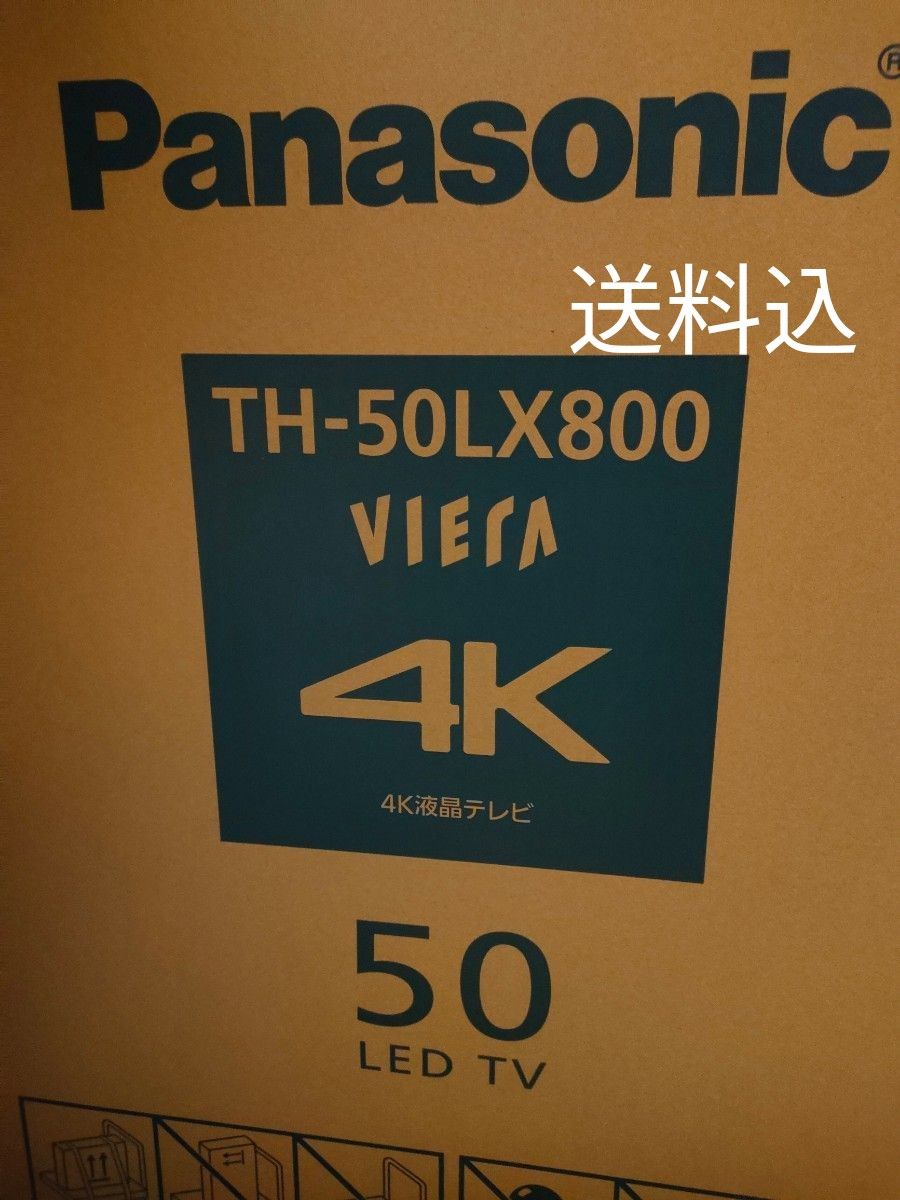 Panasonic®
送料込
TH-50LX800
VIErA
4K
4K液晶テレビ
50
LED TV